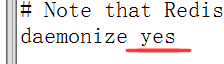 # Note that Redis
daemonize yes